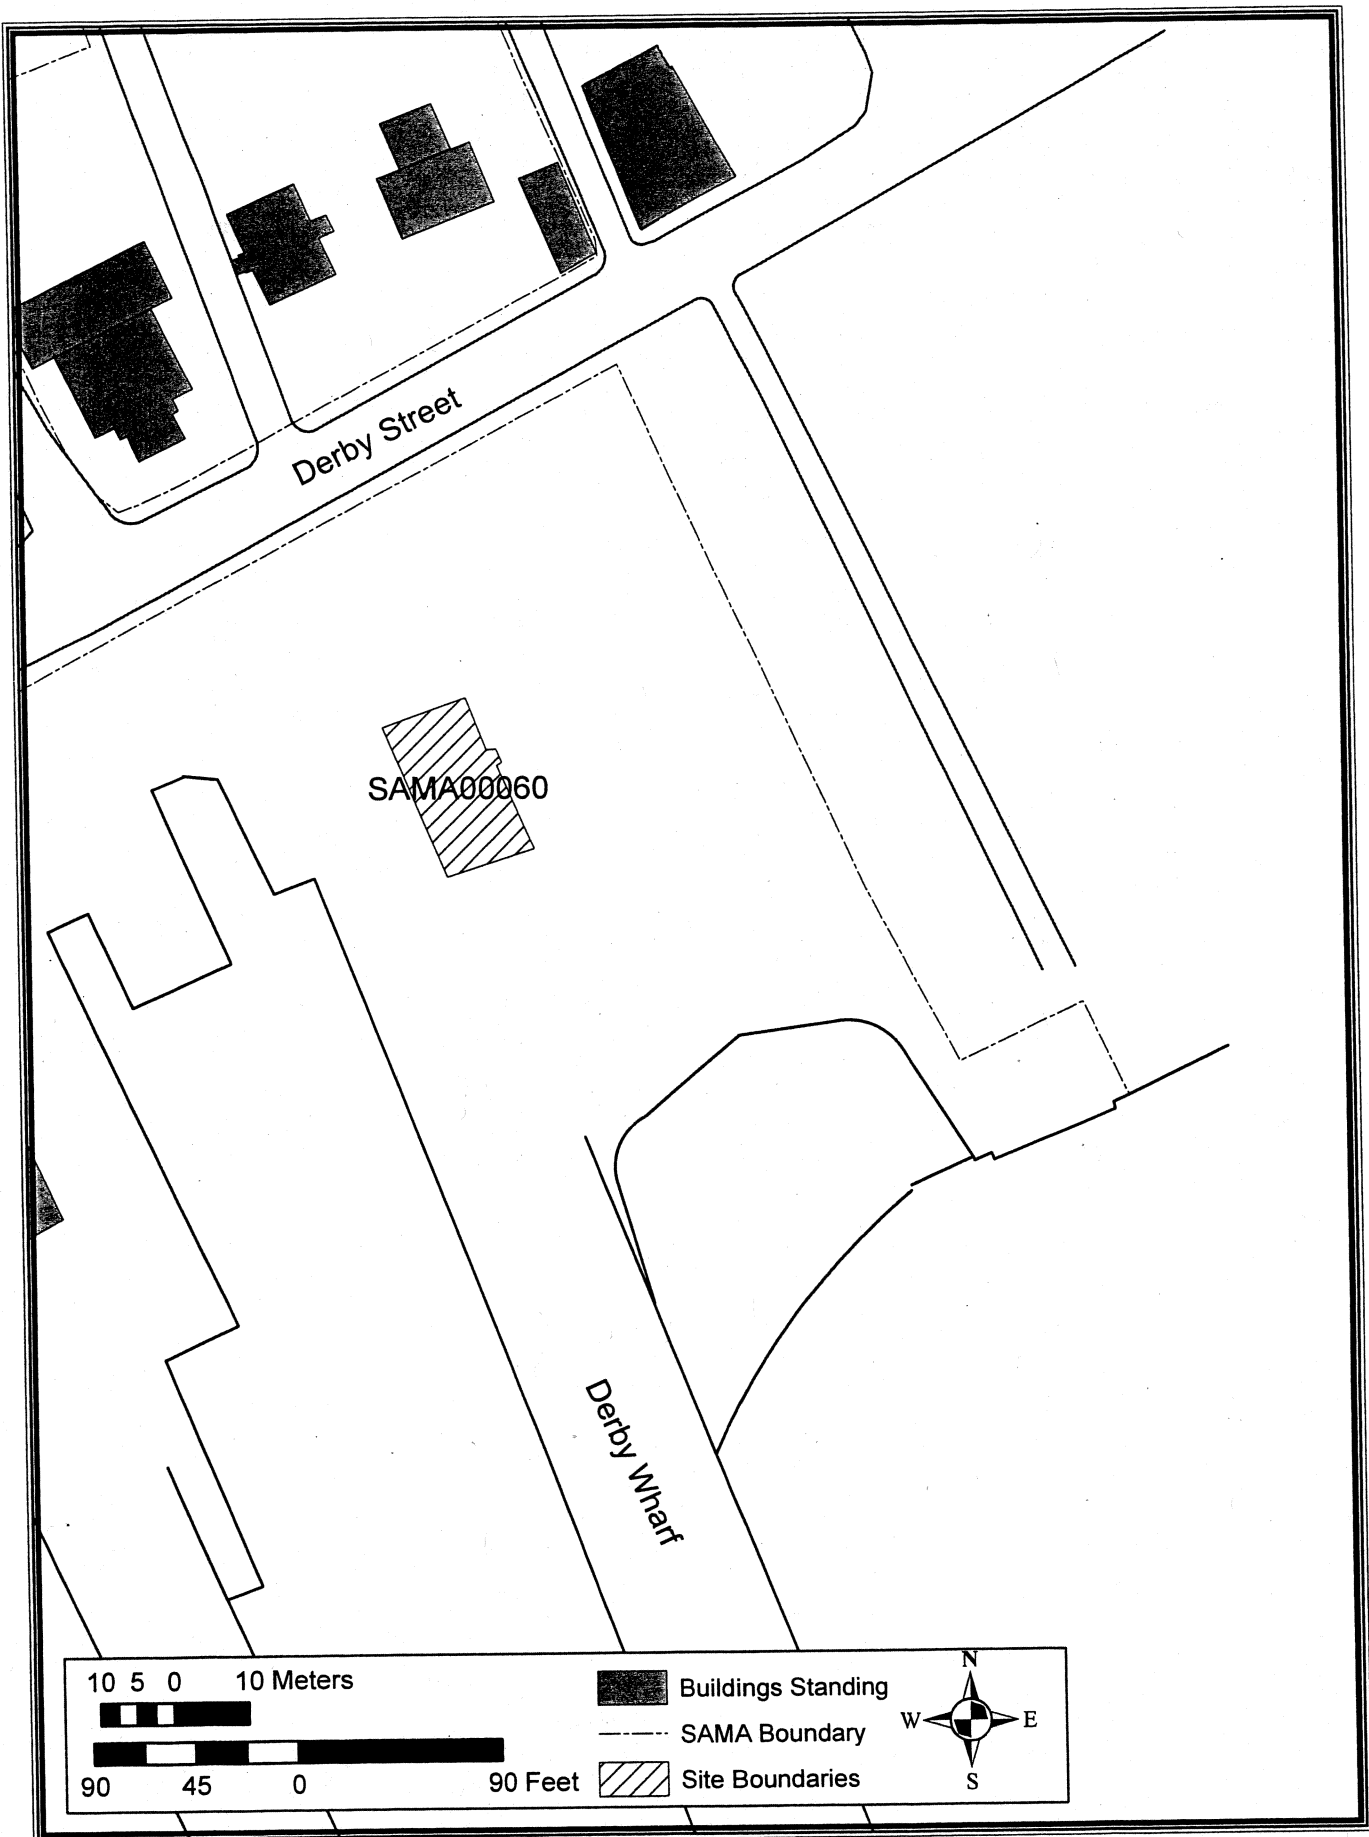 Derby Street
SAMA00060
Derby Wharf
10 5 0 10 Meters
90 45 0 90 Feet
Buildings Standing
SAMA Boundary
Site Boundaries
N
W E
S